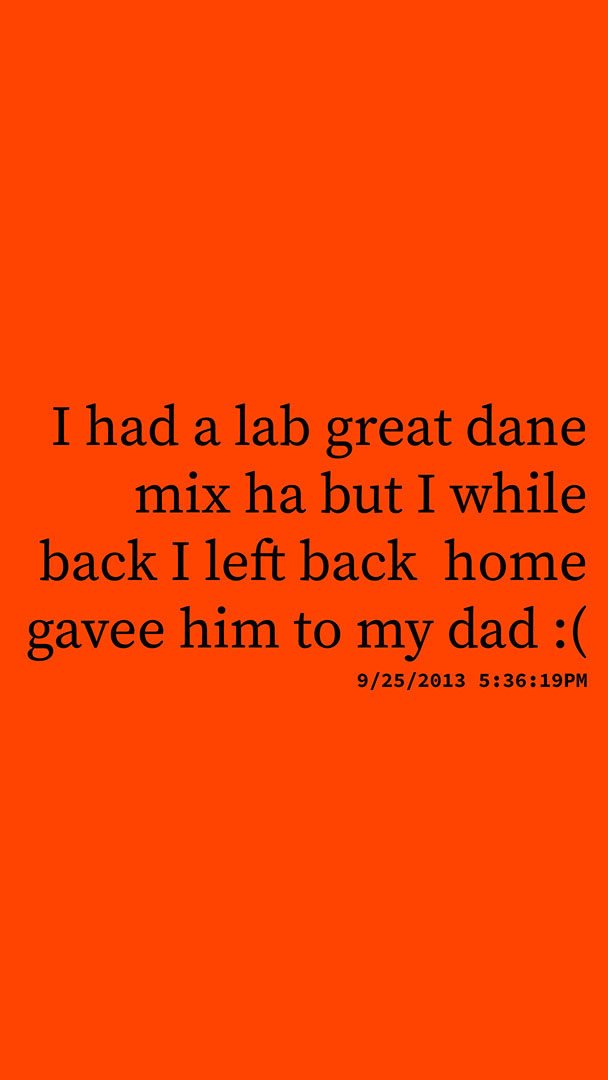 I had a lab great dane
mix ha but I while
back I left back  home
gavee him to my dad :(
9/25/2013 5:36:19PM